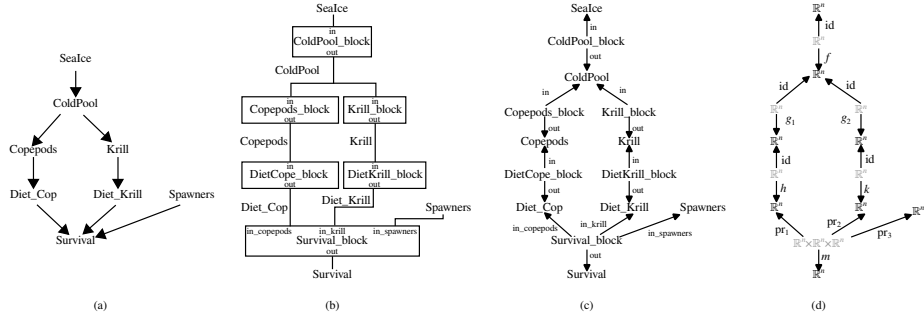 SeaIce
ColdPool
Copepods
Krill
Diet_Cop
Diet_Krill
Spawners
Survival
(a)
SeaIce
in
ColdPool_block
out
ColdPool
in
Copepods_block
out
in
Krill_block
out
Copepods
Krill
in
DietCope_block
out
in
DietKrill_block
out
Diet_Cop
Diet_Krill
Spawners
in_copepods
in_krill
in_spawners
Survival_block
out
Survival
(b)
SeaIce
in
ColdPool_block
out
ColdPool
in
in
Copepods_block
Krill_block
out
out
Copepods
Krill
in
in
DietCope_block
DietKrill_block
out
out
Diet_Cop
Diet_Krill
Spawners
in_copepods
in_krill
in_spawners
Survival_block
out
Survival
(c)
ℝⁿ
id
ℝⁿ
f
ℝⁿ
id
id
ℝⁿ
ℝⁿ
g₁
g₂
ℝⁿ
ℝⁿ
id
id
ℝⁿ
ℝⁿ
h
k
ℝⁿ
ℝⁿ
ℝⁿ
pr₁
pr₂
pr₃
ℝⁿ×ℝⁿ×ℝⁿ
m
ℝⁿ
(d)